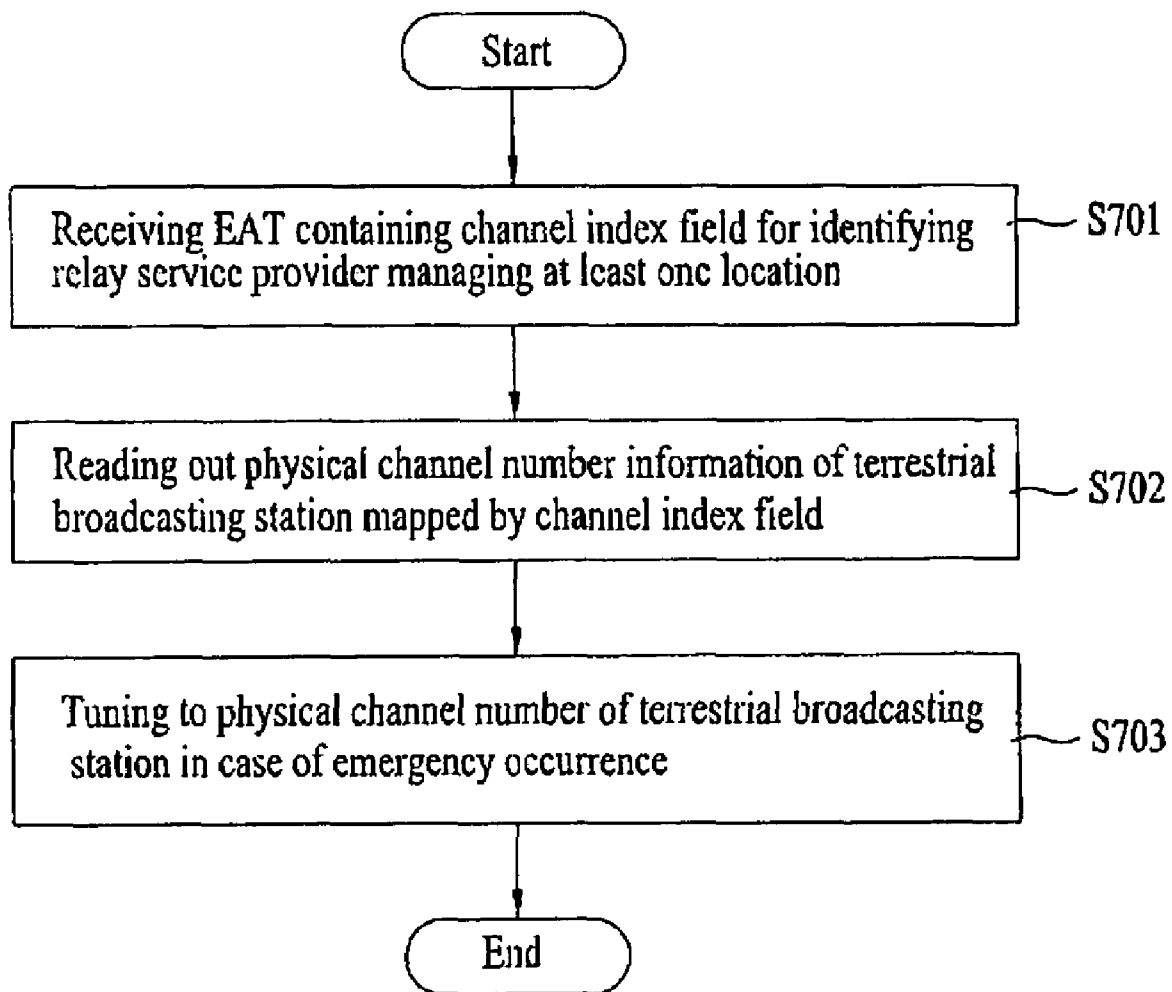 Start
Receiving EAT containing channel index field for identifying
relay service provider managing at least one location
S701
Reading out physical channel number information of terrestrial
broadcasting station mapped by channel index field
S702
Tuning to physical channel number of terrestrial broadcasting
station in case of emergency occurrence
S703
End